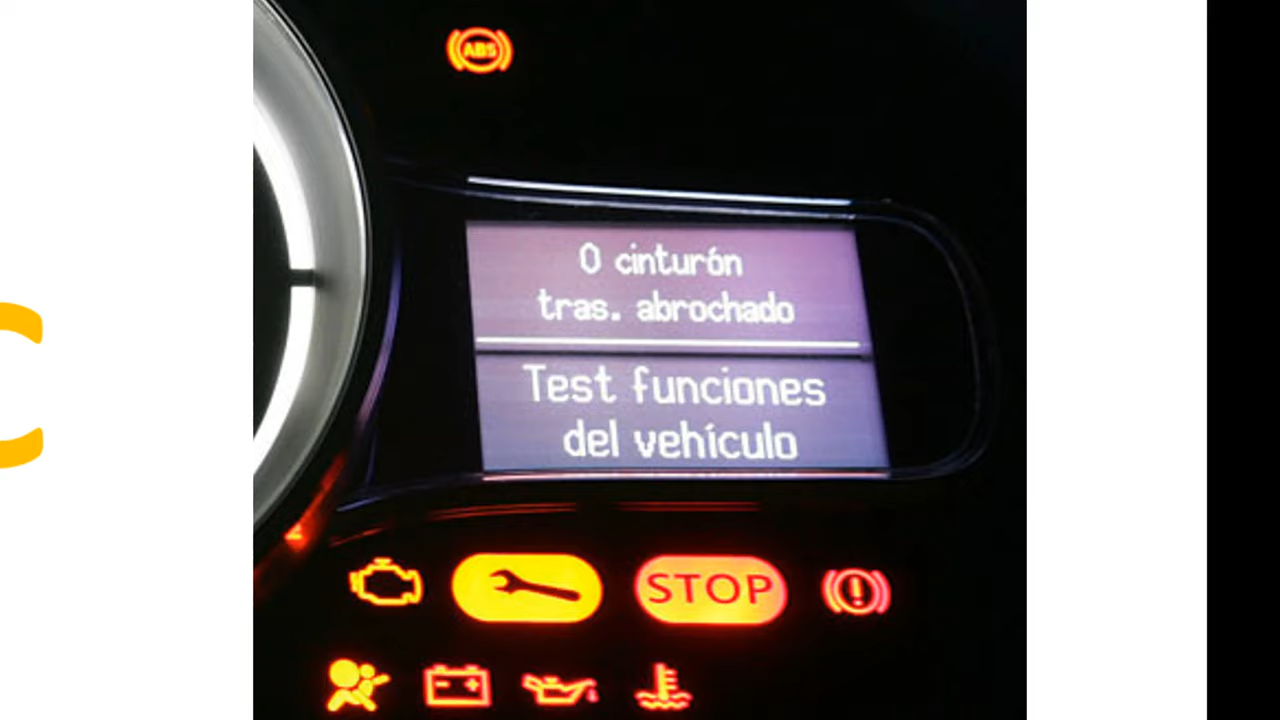 ABS
0 cinturón
tras. abrochado
Test funciones
del vehículo
STOP